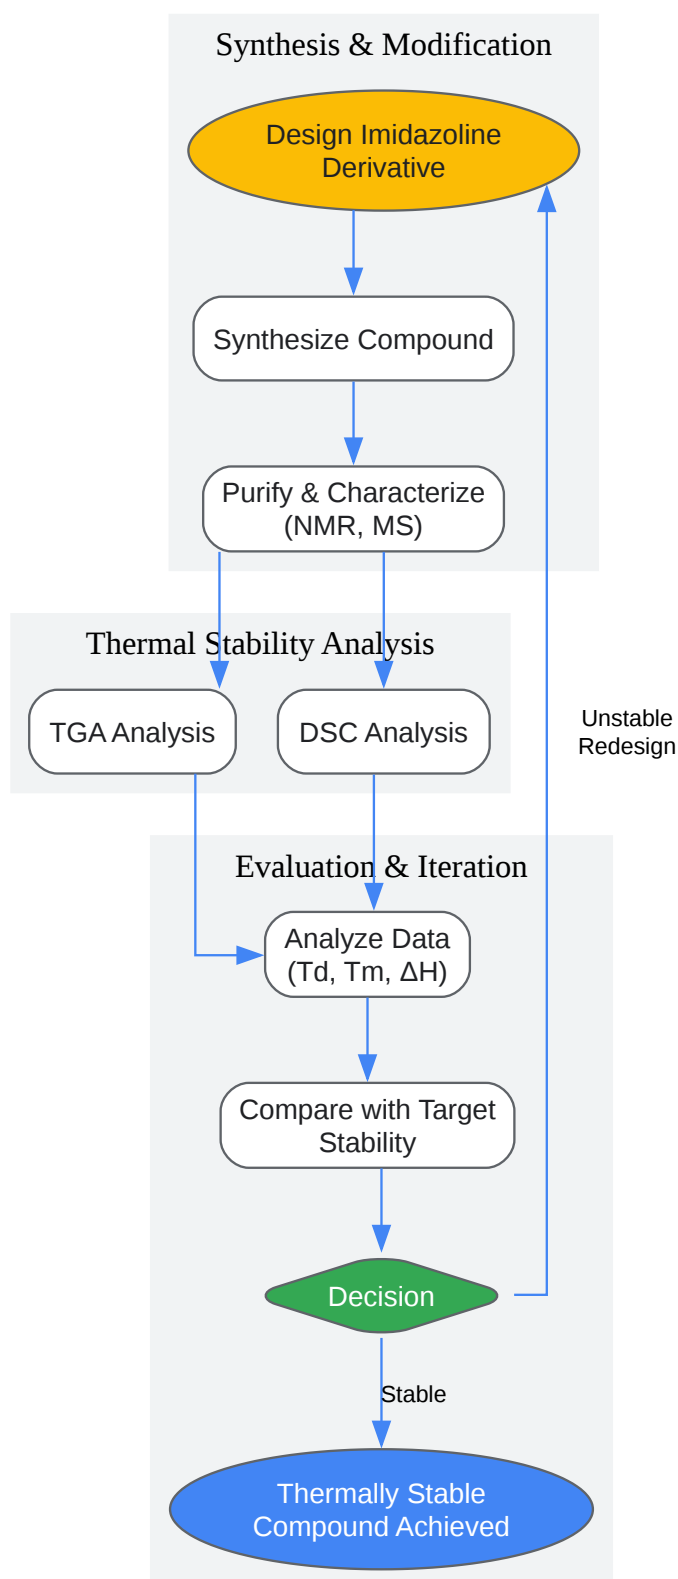 Synthesis & Modification
Design Imidazoline
Derivative
Synthesize Compound
Purify & Characterize
(NMR, MS)
Thermal Stability Analysis
TGA Analysis
DSC Analysis
Unstable
Redesign
Evaluation & Iteration
Analyze Data
(Td, Tm, ΔH)
Compare with Target
Stability
Decision
Stable
Thermally Stable
Compound Achieved